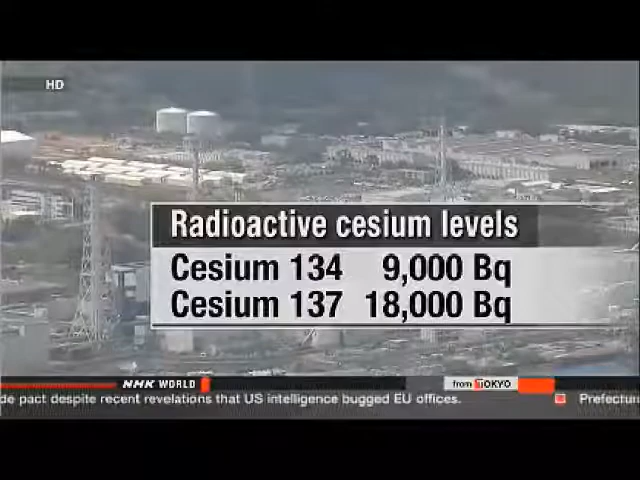 HD
Radioactive cesium levels
Cesium 134 9,000 Bq
Cesium 137 18,000 Bq
NHK WORLD
from TOKYO
de pact despite recent revelations that US intelligence bugged EU offices.
Prefectur